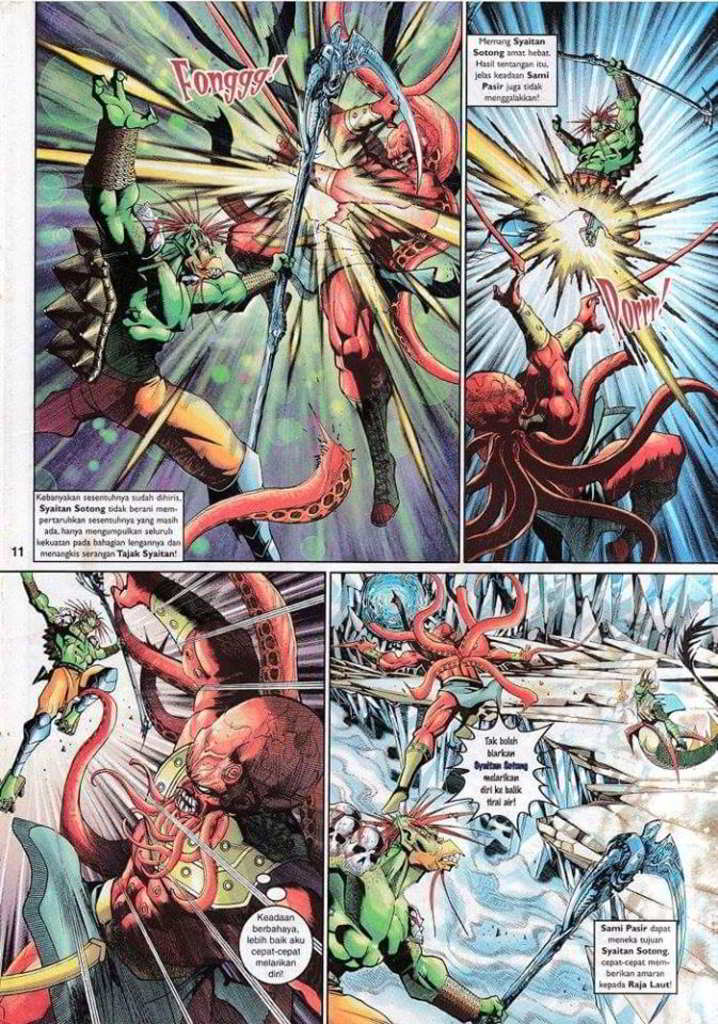 Fonggg!
Memang Syaitan
Sotong amat hebat.
Hasil tentangan itu,
jelas keadaan Sami
Pasir juga tidak
menggalakkan!
Dorrr!
Kebanyakan sesentuhnya sudah dihiris,
Syaitan Sotong tidak berani mem-
pertaruhkan sesentuhnya yang masih
ada, hanya mengumpulkan seluruh
kekuatan pada bahagian lengannya dan
menangkis serangan Tajak Syaitan!
11
Keadaan
berbahaya,
lebih baik aku
cepat-cepat
melarikan
diri!
Tak boleh
biarkan
Syaitan Sotong
melarikan
diri ke balik
tirai air!
Sami Pasir dapat
meneka tujuan
Syaitan Sotong,
cepat-cepat mem-
berikan amaran
kepada Raja Laut!